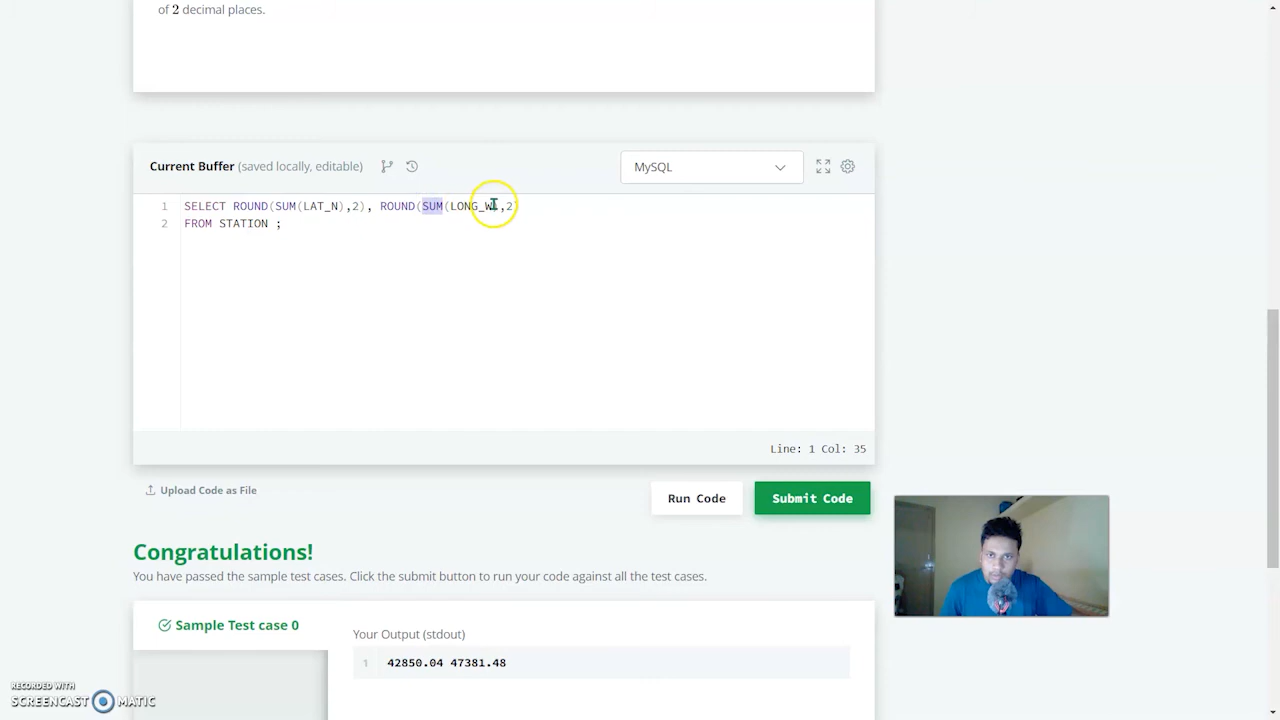 of 2 decimal places.
Current Buffer (saved locally, editable)
MySQL
1 SELECT ROUND(SUM(LAT_N),2), ROUND(SUM(LONG_W),2)
2 FROM STATION ;
Line: 1 Col: 35
Upload Code as File
Run Code
Submit Code
Congratulations!
You have passed the sample test cases. Click the submit button to run your code against all the test cases.
Sample Test case 0
Your Output (stdout)
1 42850.04 47381.48
RECORDED WITH
SCREENCAST MATIC